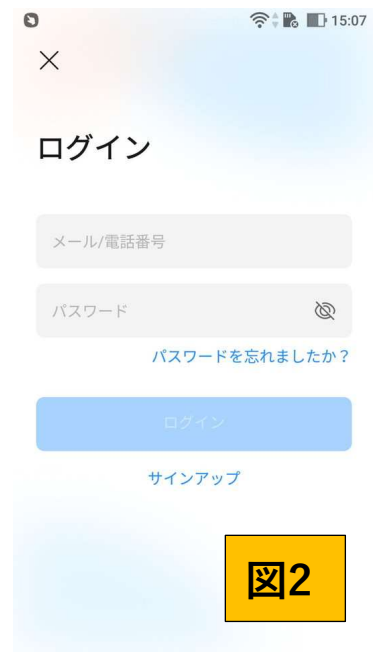 15:07
ログイン
メール/電話番号
パスワード
パスワードを忘れましたか？
ログイン
サインアップ
図2